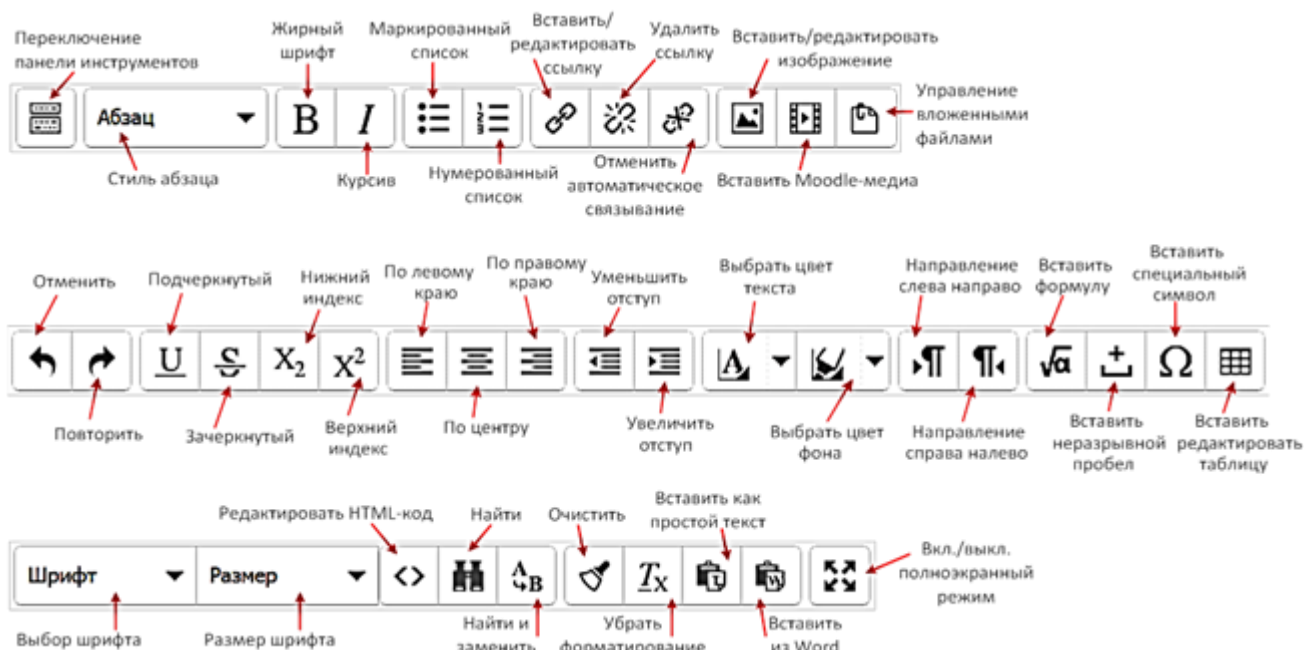 Переключение
панели инструментов
Жирный
шрифт
Маркированный
список
Вставить/
редактировать
ссылку
Удалить
ссылку
Вставить/редактировать
изображение
Управление
вложенными
файлами
Абзац
B
I
Стиль абзаца
Курсив
Нумерованный
список
Отменить
автоматическое
связывание
Вставить Moodle-медиа
Отменить
Подчеркнутый
Нижний
индекс
По левому
краю
По правому
краю
Уменьшить
отступ
Выбрать цвет
текста
Направление
слева направо
Вставить
формулу
Вставить
специальный
символ
U S X2 X2
A
¶ ¶ √α Ω
Повторить
Зачеркнутый
Верхний
индекс
По центру
Увеличить
отступ
Выбрать цвет
фона
Направление
справа налево
Вставить
неразрывной
пробел
Вставить
редактировать
таблицу
Редактировать HTML-код
Найти
Очистить
Вставить как
простой текст
Вкл./выкл.
полноэкранный
режим
Шрифт
Размер
<> A B Tx
Выбор шрифта
Размер шрифта
Найти и
заменить
Убрать
форматирование
Вставить
из Word